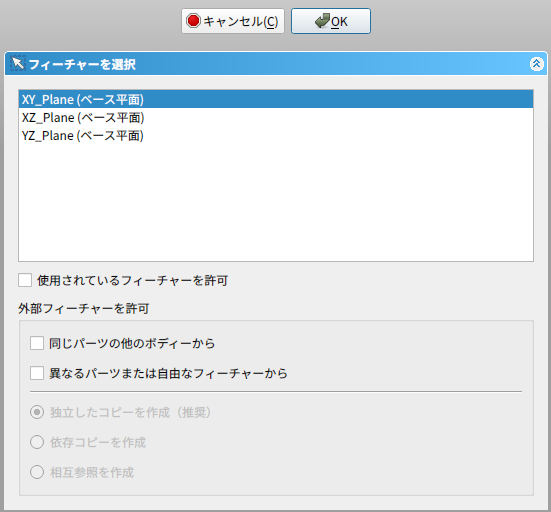 キャンセル(C) OK
フィーチャーを選択
XY_Plane (ベース平面)
XZ_Plane (ベース平面)
YZ_Plane (ベース平面)
使用されているフィーチャーを許可
外部フィーチャーを許可
同じパーツの他のボディーから
異なるパーツまたは自由なフィーチャーから
独立したコピーを作成（推奨）
依存コピーを作成
相互参照を作成